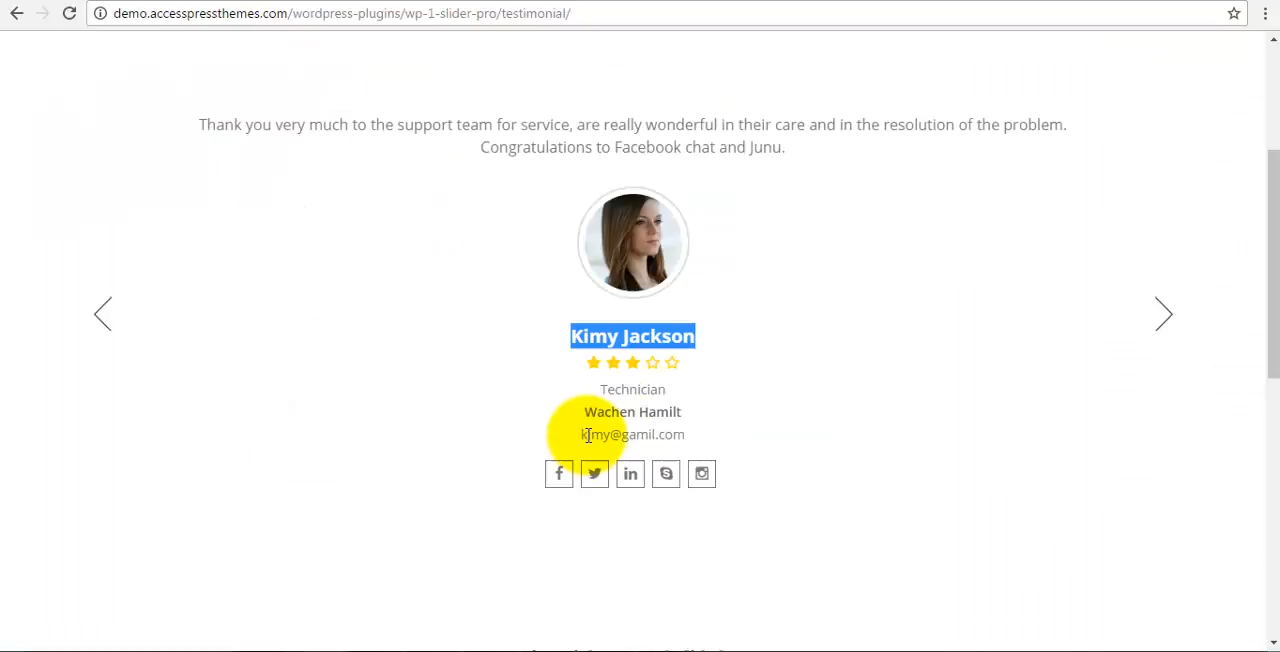 demo.accesspressthemes.com/wordpress-plugins/wp-1-slider-pro/testimonial/
Thank you very much to the support team for service, are really wonderful in their care and in the resolution of the problem.
Congratulations to Facebook chat and Junu.
Kimy Jackson
Technician
Wachen Hamilt
kimy@gamil.com